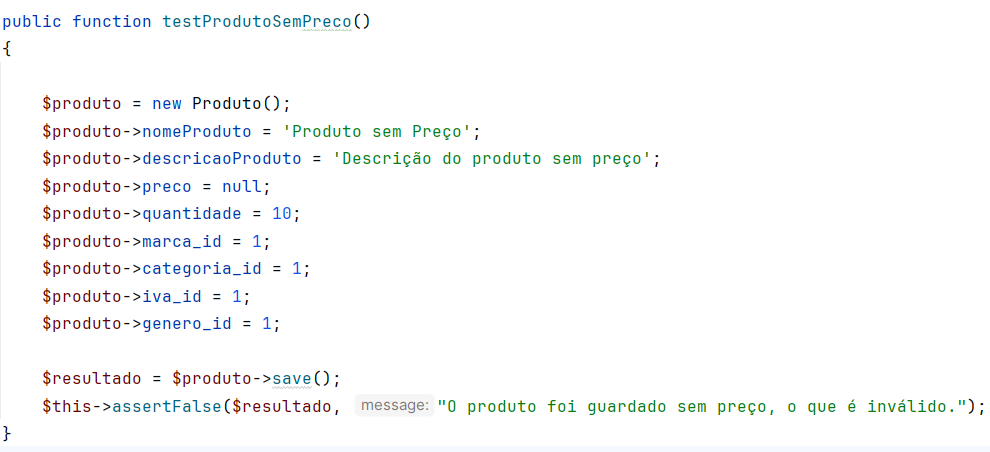 public function testProdutoSemPreco()
{
$produto = new Produto();
$produto->nomeProduto = 'Produto sem Preço';
$produto->descricaoProduto = 'Descrição do produto sem preço';
$produto->preco = null;
$produto->quantidade = 10;
$produto->marca_id = 1;
$produto->categoria_id = 1;
$produto->iva_id = 1;
$produto->genero_id = 1;
$resultado = $produto->save();
$this->assertFalse($resultado, message: "O produto foi guardado sem preço, o que é inválido.");
}